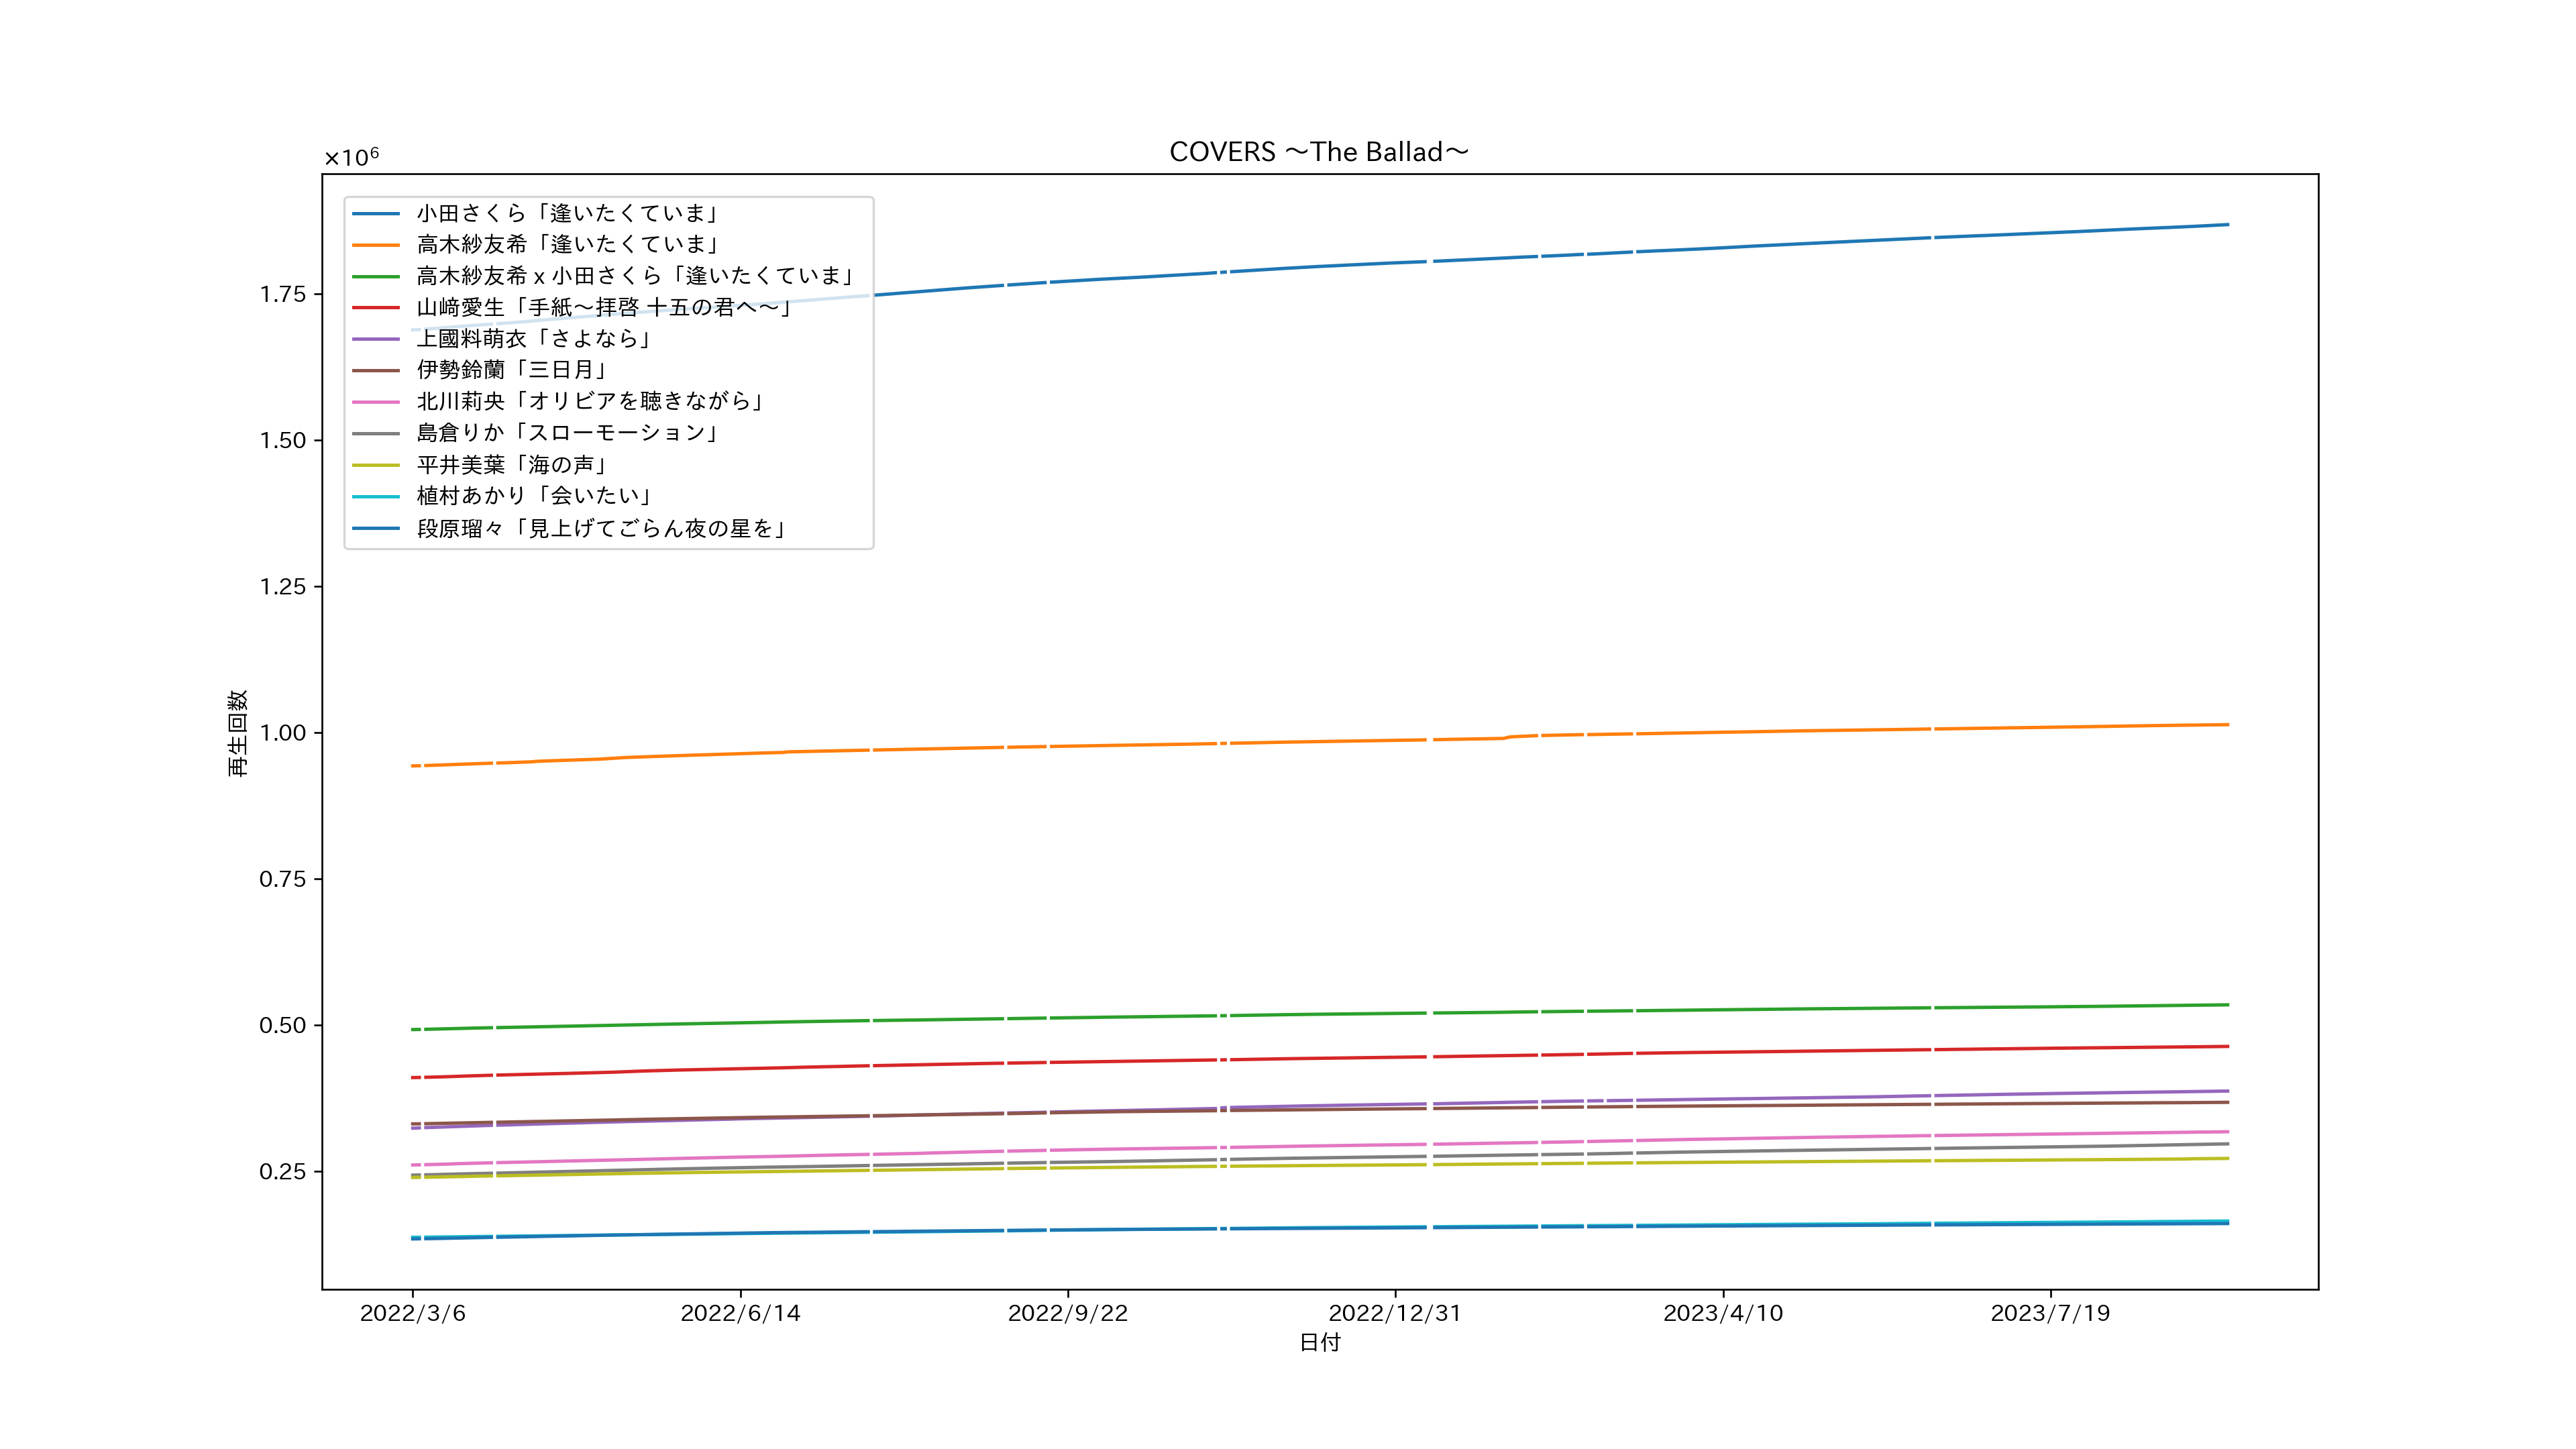 COVERS ～The Ballad～
×10⁶
小田さくら「逢いたくていま」
高木紗友希「逢いたくていま」
高木紗友希 x 小田さくら「逢いたくていま」
山﨑愛生「手紙～拝啓 十五の君へ～」
上國料萌衣「さよなら」
伊勢鈴蘭「三日月」
北川莉央「オリビアを聴きながら」
島倉りか「スローモーション」
平井美葉「海の声」
植村あかり「会いたい」
段原瑠々「見上げてごらん夜の星を」
1.75
1.50
1.25
1.00
0.75
0.50
0.25
再生回数
2022/3/6
2022/6/14
2022/9/22
2022/12/31
2023/4/10
2023/7/19
日付